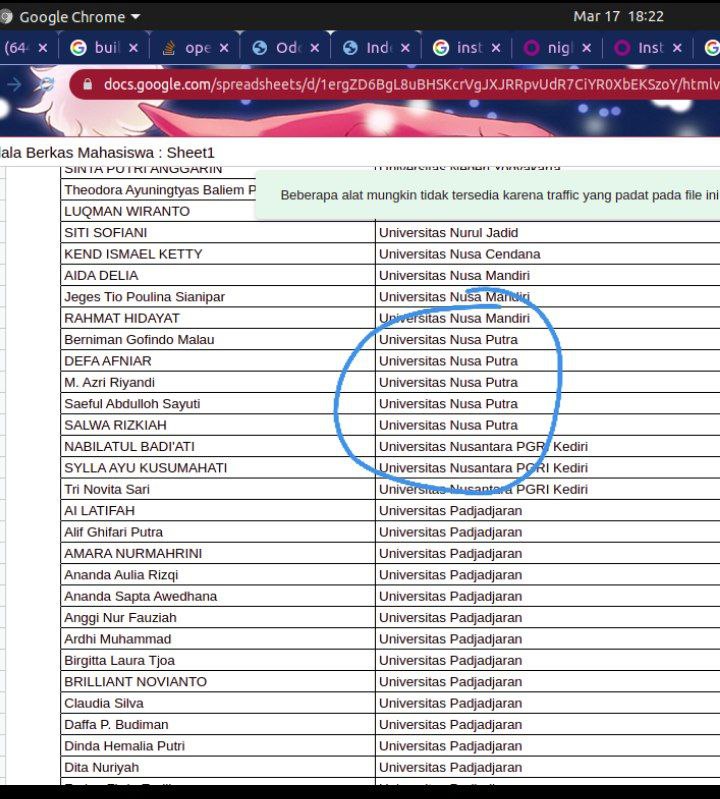 Google Chrome Mar 17 18:22
(64 buil ope Odo Inde inst nigl Inst
docs.google.com/spreadsheets/d/1ergZD6BgL8uBHSKcrVgJXJRRpvUdR7CiYR0XbEKSzoY/htmlv
ala Berkas Mahasiswa : Sheet1
SINTA PUTRI ANGGARIN Universitas Negeri Yogyakarta
Theodora Ayuningtyas Baliem P
Beberapa alat mungkin tidak tersedia karena traffic yang padat pada file ini
LUQMAN WIRANTO
SITI SOFIANI Universitas Nurul Jadid
KEND ISMAEL KETTY Universitas Nusa Cendana
AIDA DELIA Universitas Nusa Mandiri
Jeges Tio Poulina Sianipar Universitas Nusa Mandiri
RAHMAT HIDAYAT Universitas Nusa Mandiri
Berniman Gofindo Malau Universitas Nusa Putra
DEFA AFNIAR Universitas Nusa Putra
M. Azri Riyandi Universitas Nusa Putra
Saeful Abdulloh Sayuti Universitas Nusa Putra
SALWA RIZKIAH Universitas Nusa Putra
NABILATUL BADI'ATI Universitas Nusantara PGRI Kediri
SYLLA AYU KUSUMAHATI Universitas Nusantara PGRI Kediri
Tri Novita Sari Universitas Nusantara PGRI Kediri
AI LATIFAH Universitas Padjadjaran
Alif Ghifari Putra Universitas Padjadjaran
AMARA NURMAHRINI Universitas Padjadjaran
Ananda Aulia Rizqi Universitas Padjadjaran
Ananda Sapta Awedhana Universitas Padjadjaran
Anggi Nur Fauziah Universitas Padjadjaran
Ardhi Muhammad Universitas Padjadjaran
Birgitta Laura Tjoa Universitas Padjadjaran
BRILLIANT NOVIANTO Universitas Padjadjaran
Claudia Silva Universitas Padjadjaran
Daffa P. Budiman Universitas Padjadjaran
Dinda Hemalia Putri Universitas Padjadjaran
Dita Nuriyah Universitas Padjadjaran